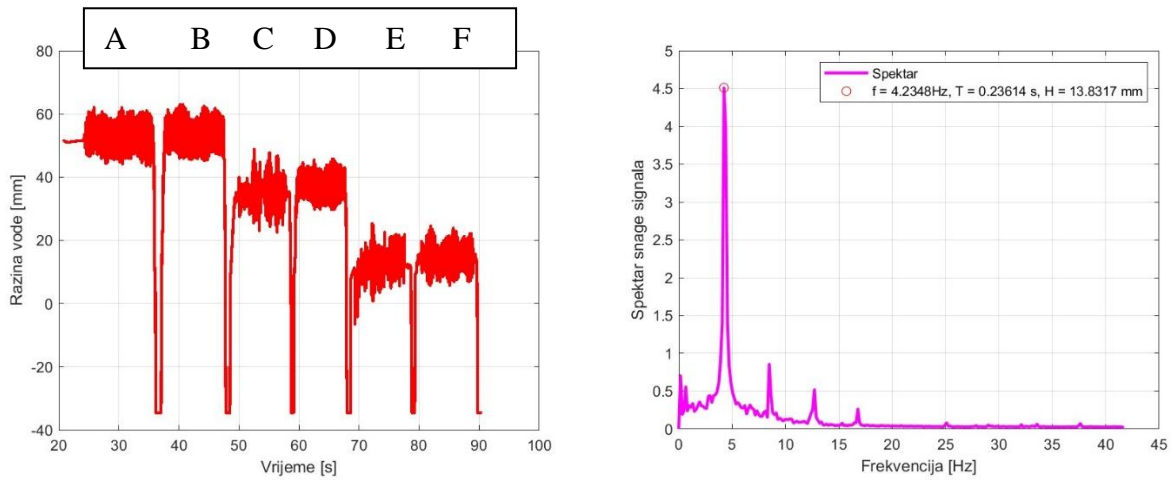 A B C D E F
80
60
40
20
0
-20
-40
20 30 40 50 60 70 80 90 100
Razina vode [mm]
Vrijeme [s]
5
4.5
4
3.5
3
2.5
2
1.5
1
0.5
0
0 5 10 15 20 25 30 35 40 45
Spektar snage signala
Frekvencija [Hz]
Spektar
f = 4.2348Hz, T = 0.23614 s, H = 13.8317 mm